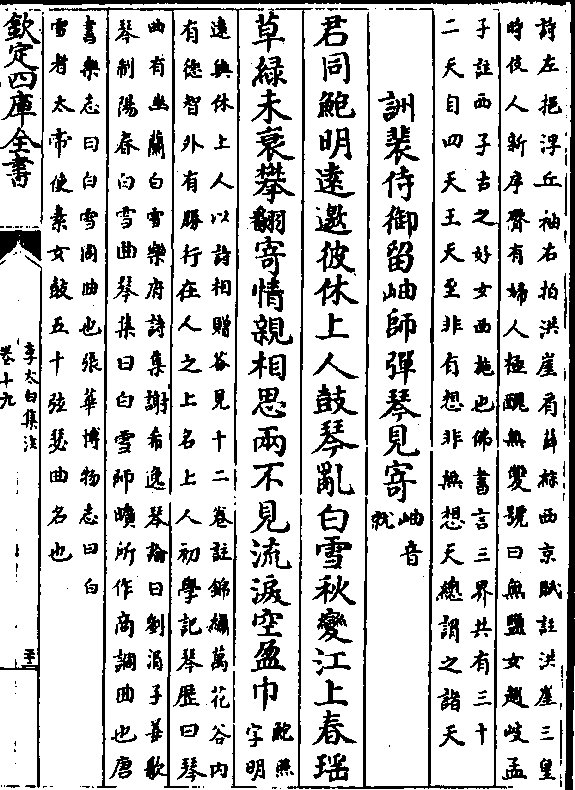 詩左挹浮丘袖右拍洪崖肩薛綜西京賦註洪崖三皇
時伎人新序齊有婦人極醜無雙號曰無鹽女趙岐孟
子註西子古之好女西施也佛書言三界共有三十
二天自四天王天至非有想非無想天總謂之諸天
詶裴侍御留岫師彈琴見寄岫音
就
君同鮑明遠邀彼休上人鼓琴亂白雪秋變江上春瑶
草緑未衰攀翻寄情親相思兩不見流淚空盈巾鮑照
字明
遠與休上人以詩相贈答見十二卷註錦繡萬花谷内
有徳智外有勝行在人之上名上人初學記琴歴曰琴
曲有幽蘭白雪樂府詩集謝希逸琴論曰劉涓子善歌
琴制陽春白雪曲琴集曰白雪師曠所作商調曲也唐
書樂志曰白雪周曲也張華博物志曰白
雪者太帝使素女鼓五十弦瑟曲名也
欽定四庫全書
李太白集注
卷十九